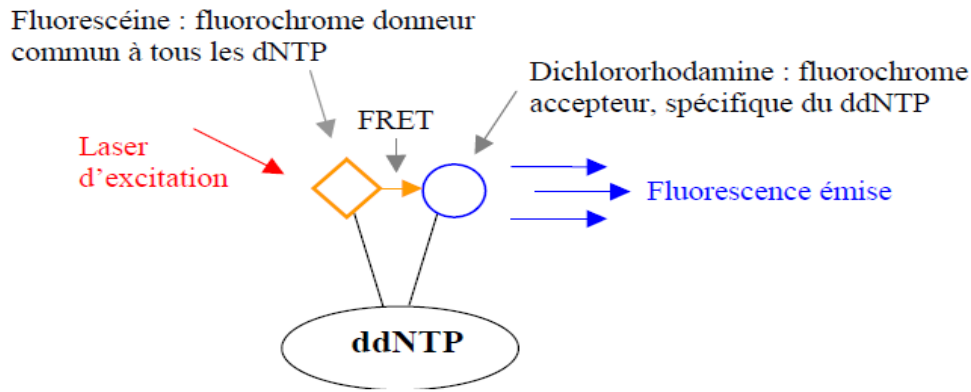 Fluorescéine : fluorochrome donneur
commun à tous les dNTP
Dichlororhodamine : fluorochrome
accepteur, spécifique du ddNTP
FRET
Laser
d'excitation
Fluorescence émise
ddNTP